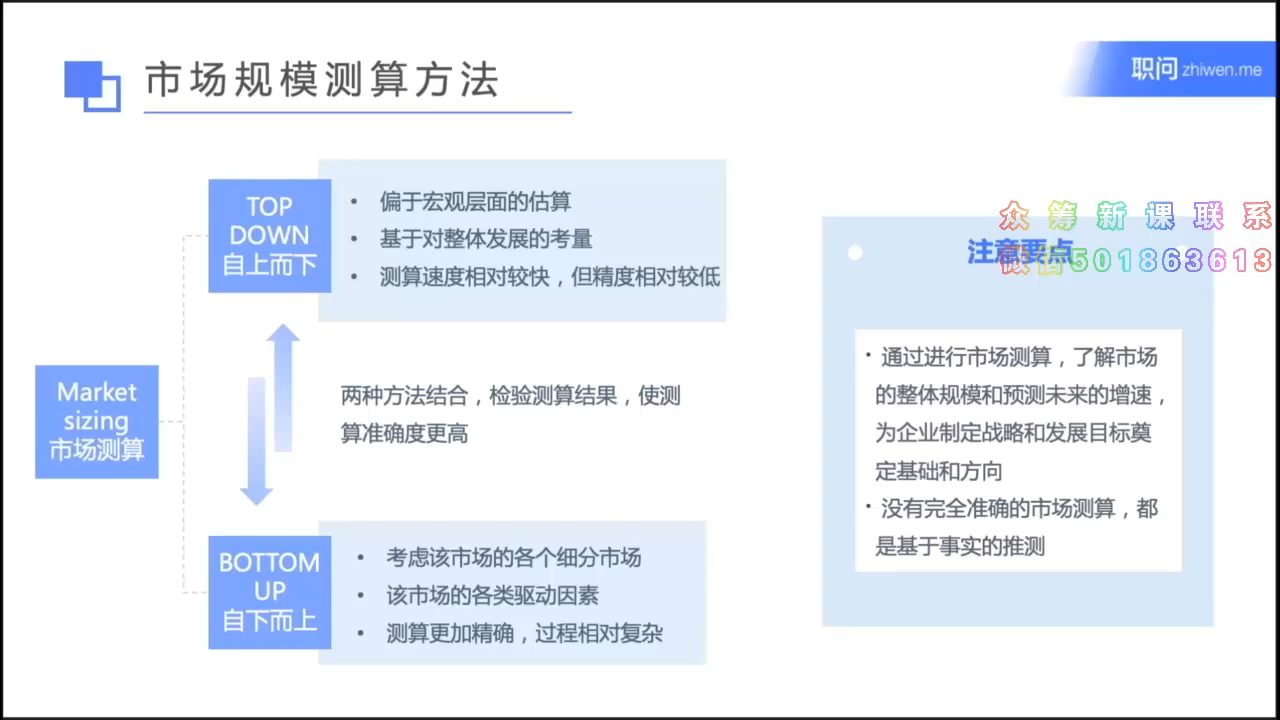 市场规模测算方法
职问 zhiwen.me
众筹新课联系
微信501863613
TOP
DOWN
自上而下
• 偏于宏观层面的估算
• 基于对整体发展的考量
• 测算速度相对较快，但精度相对较低
Market
sizing
市场测算
两种方法结合，检验测算结果，使测
算准确度更高
BOTTOM
UP
自下而上
• 考虑该市场的各个细分市场
• 该市场的各类驱动因素
• 测算更加精确，过程相对复杂
注意要点
• 通过进行市场测算，了解市场
的整体规模和预测未来的增速，
为企业制定战略和发展目标奠
定基础和方向
• 没有完全准确的市场测算，都
是基于事实的推测